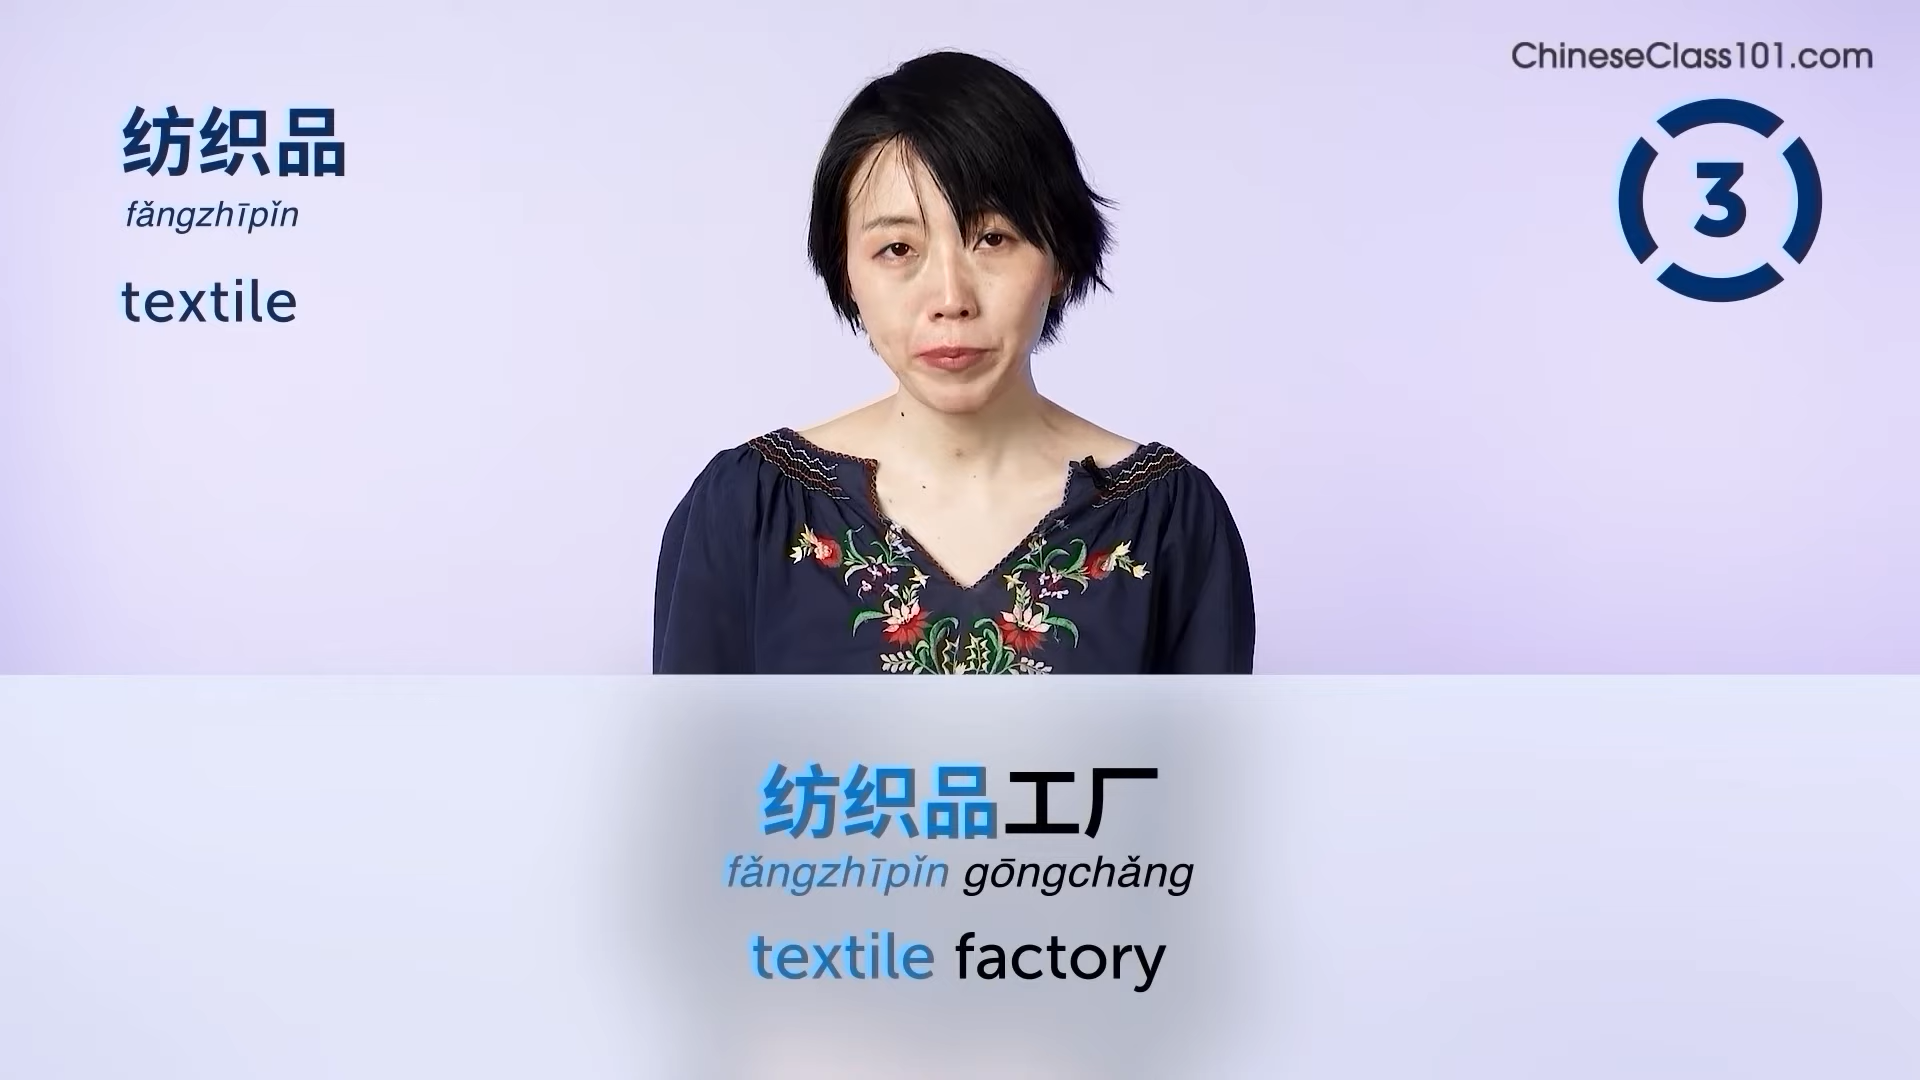 ChineseClass101.com
纺织品
fǎngzhīpǐn
textile
3
纺织品工厂
fǎngzhīpǐn gōngchǎng
textile factory